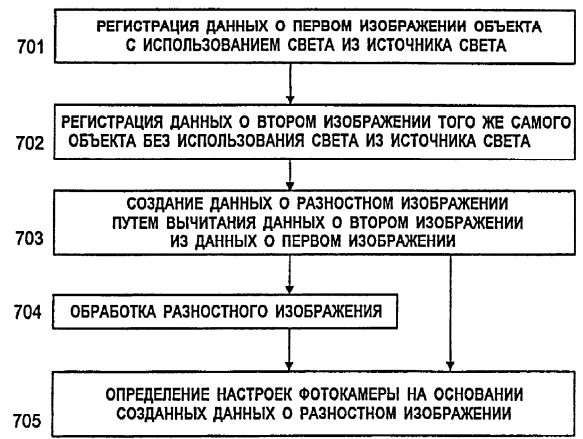 701
РЕГИСТРАЦИЯ ДАННЫХ О ПЕРВОМ ИЗОБРАЖЕНИИ ОБЪЕКТА
С ИСПОЛЬЗОВАНИЕМ СВЕТА ИЗ ИСТОЧНИКА СВЕТА
702
РЕГИСТРАЦИЯ ДАННЫХ О ВТОРОМ ИЗОБРАЖЕНИИ ТОГО ЖЕ САМОГО
ОБЪЕКТА БЕЗ ИСПОЛЬЗОВАНИЯ СВЕТА ИЗ ИСТОЧНИКА СВЕТА
703
СОЗДАНИЕ ДАННЫХ О РАЗНОСТНОМ ИЗОБРАЖЕНИИ
ПУТЕМ ВЫЧИТАНИЯ ДАННЫХ О ВТОРОМ ИЗОБРАЖЕНИИ
ИЗ ДАННЫХ О ПЕРВОМ ИЗОБРАЖЕНИИ
704
ОБРАБОТКА РАЗНОСТНОГО ИЗОБРАЖЕНИЯ
705
ОПРЕДЕЛЕНИЕ НАСТРОЕК ФОТОКАМЕРЫ НА ОСНОВАНИИ
СОЗДАННЫХ ДАННЫХ О РАЗНОСТНОМ ИЗОБРАЖЕНИИ